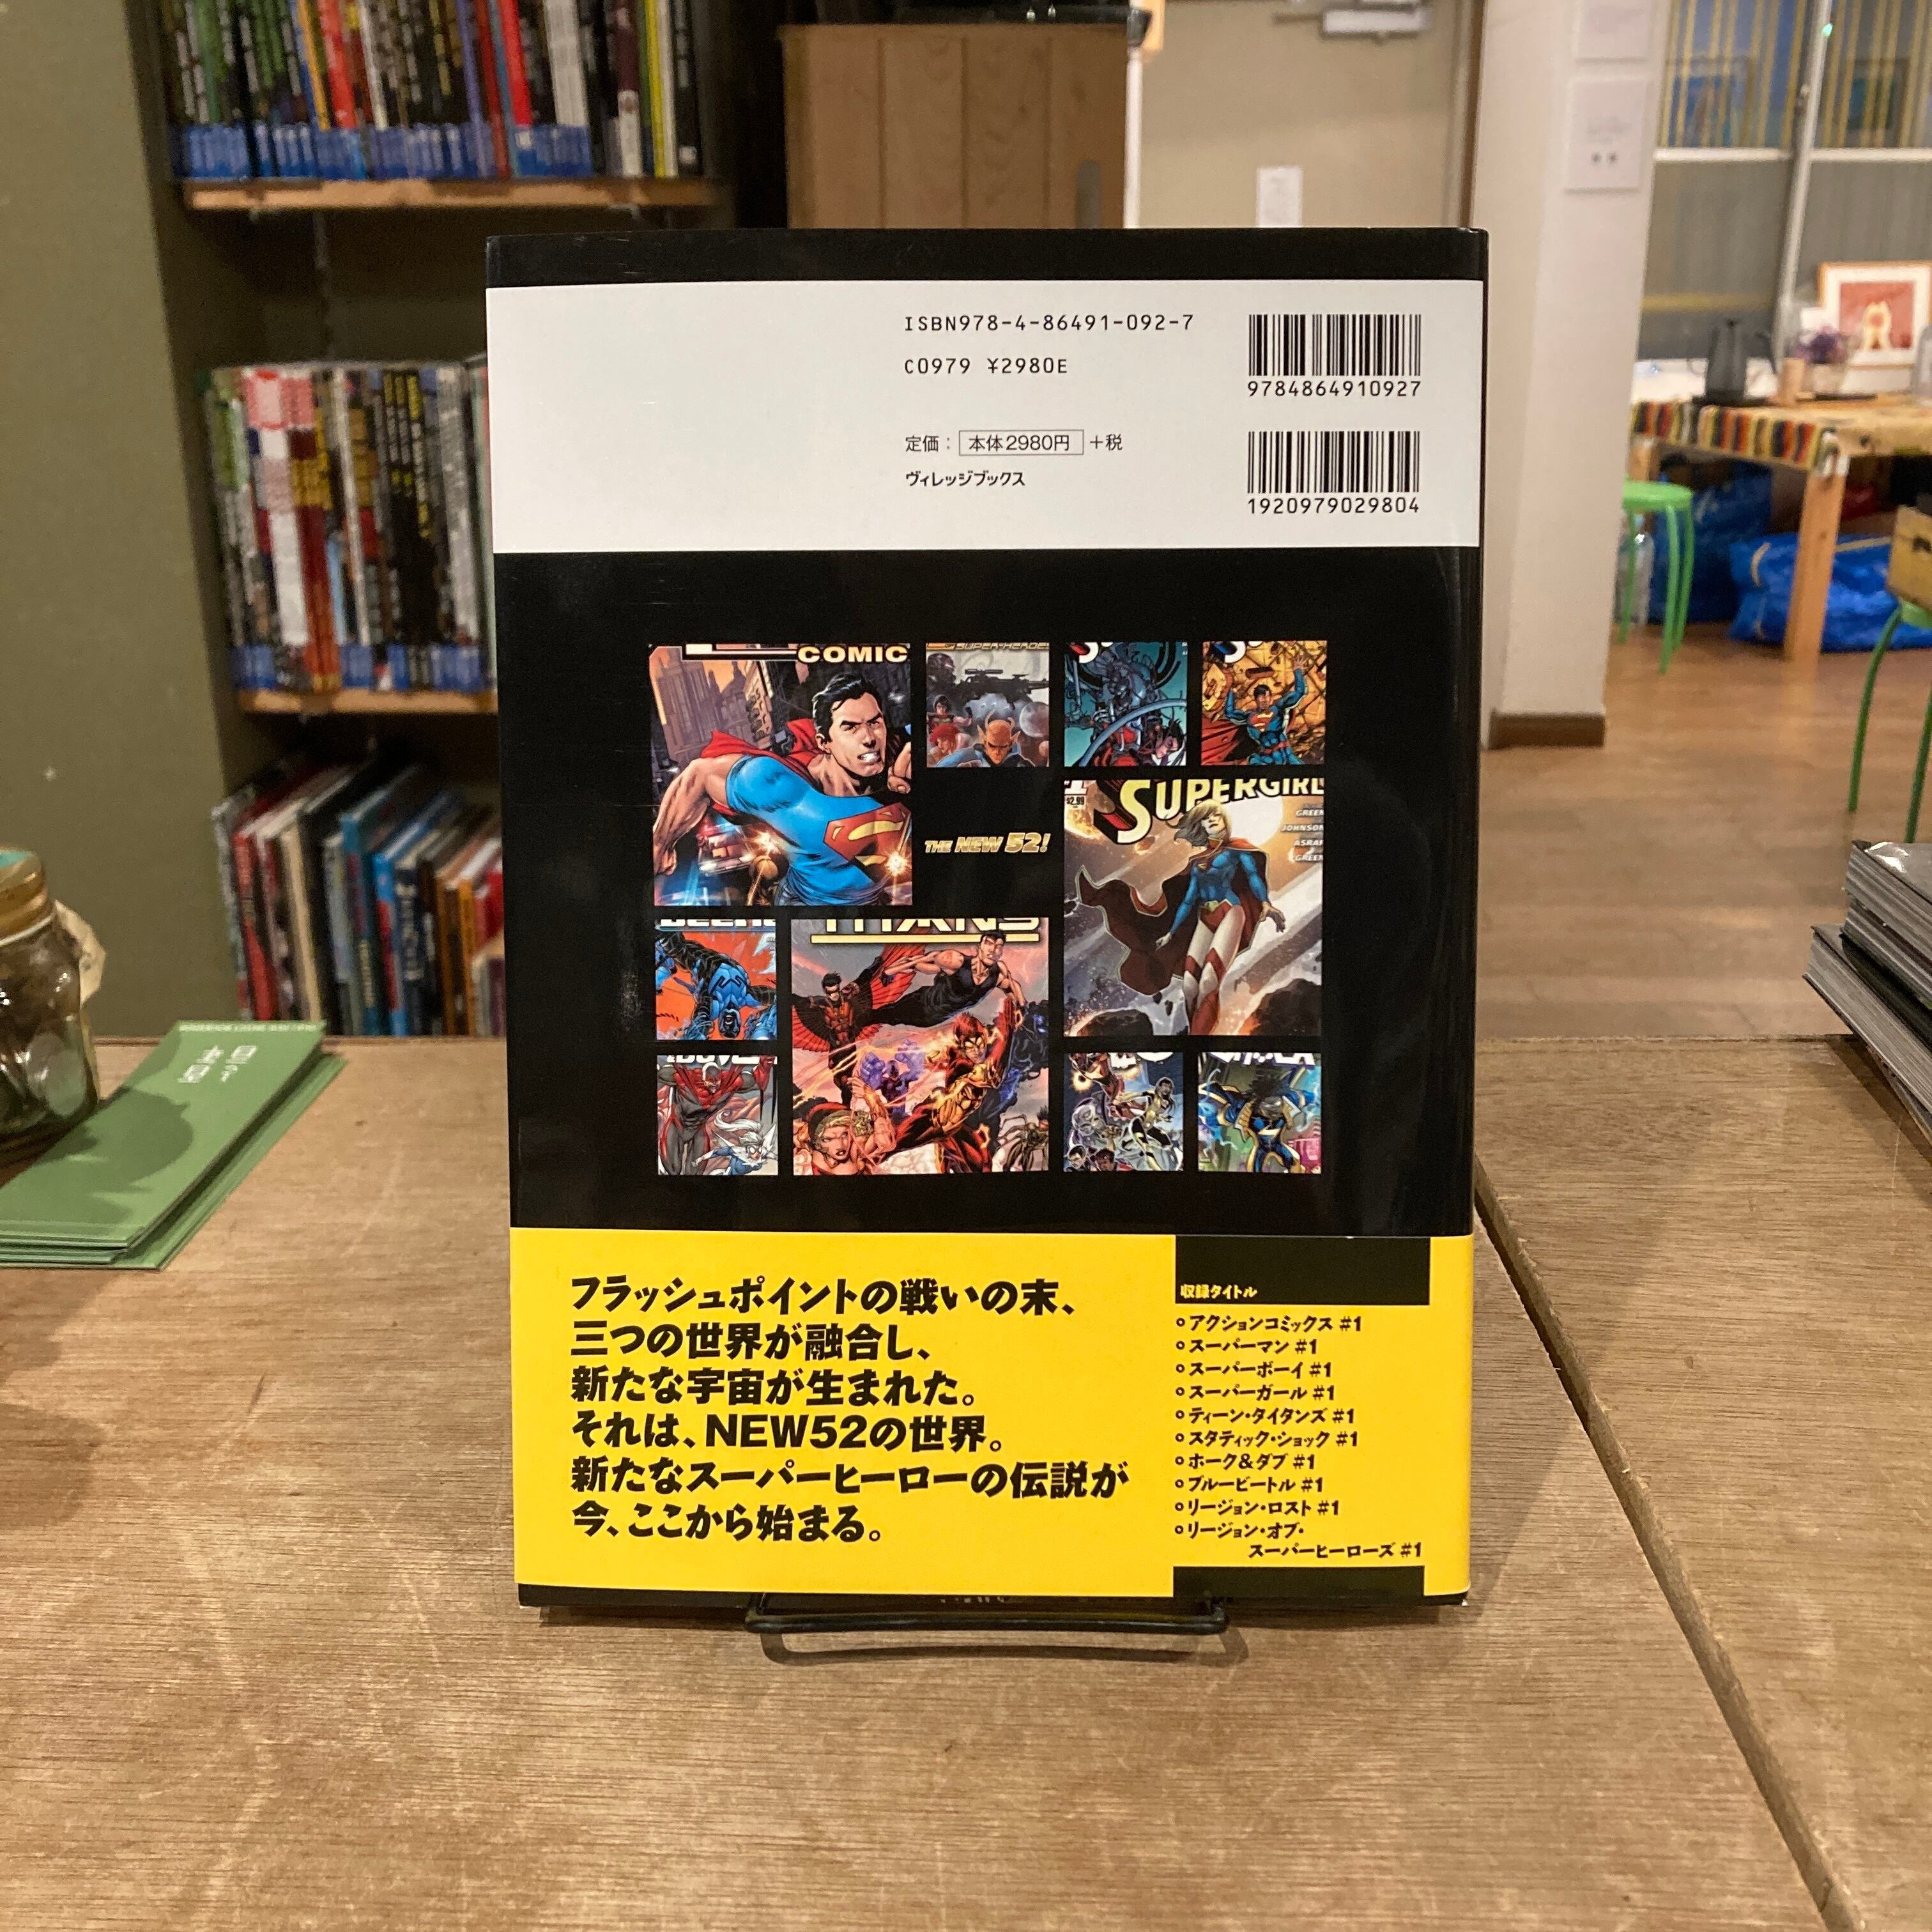 ISBN978-4-86491-092-7
C0979 ¥2980E
9784864910927
定価：本体2980円＋税
ヴィレッジブックス
1920979029804
COMIC
SUPER-HEROES
THE NEW 52!
$2.99
SUPERGIRL
GREEN
JOHNSON
ASRAR
GREEN
TITANS
フラッシュポイントの戦いの末、
三つの世界が融合し、
新たな宇宙が生まれた。
それは、NEW52の世界。
新たなスーパーヒーローの伝説が
今、ここから始まる。
収録タイトル
アクションコミックス #1
スーパーマン #1
スーパーボーイ #1
スーパーガール #1
ティーン・タイタンズ #1
スタティック・ショック #1
ホーク&ダブ #1
ブルービートル #1
リージョン・ロスト #1
リージョン・オブ・
スーパーヒーローズ #1